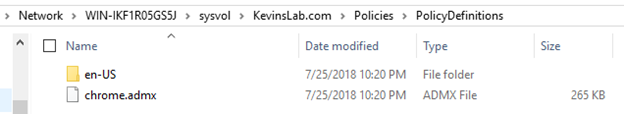 Network > WIN-IKF1R05GS5J > sysvol > KevinsLab.com > Policies > PolicyDefinitions
Name Date modified Type Size
en-US 7/25/2018 10:20 PM File folder
chrome.admx 7/25/2018 10:20 PM ADMX File 265 KB